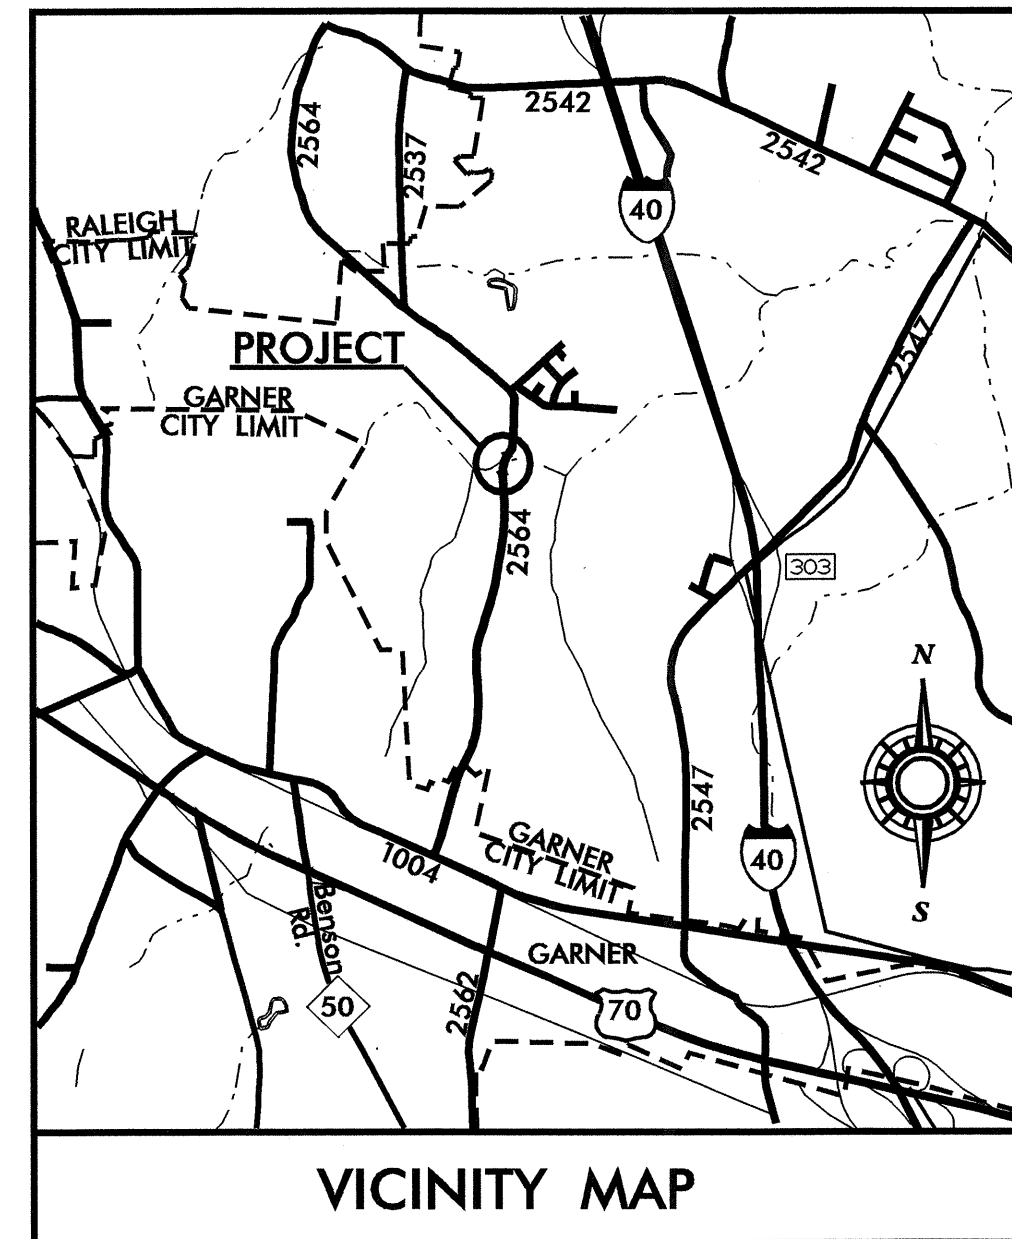 2542
2564
2537
2542
40
RALEIGH
CITY LIMIT
2547
PROJECT
GARNER
CITY LIMIT
2564
303
N
2547
GARNER
CITY LIMIT
1004
40
Benson
Rd.
S
GARNER
2562
50
70
VICINITY MAP